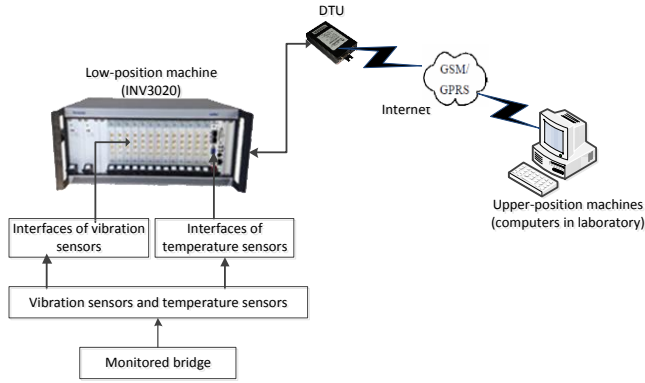 DTU
Low-position machine
(INV3020)
GSM/
GPRS
Internet
Upper-position machines
(computers in laboratory)
Interfaces of vibration
sensors
Interfaces of
temperature sensors
Vibration sensors and temperature sensors
Monitored bridge